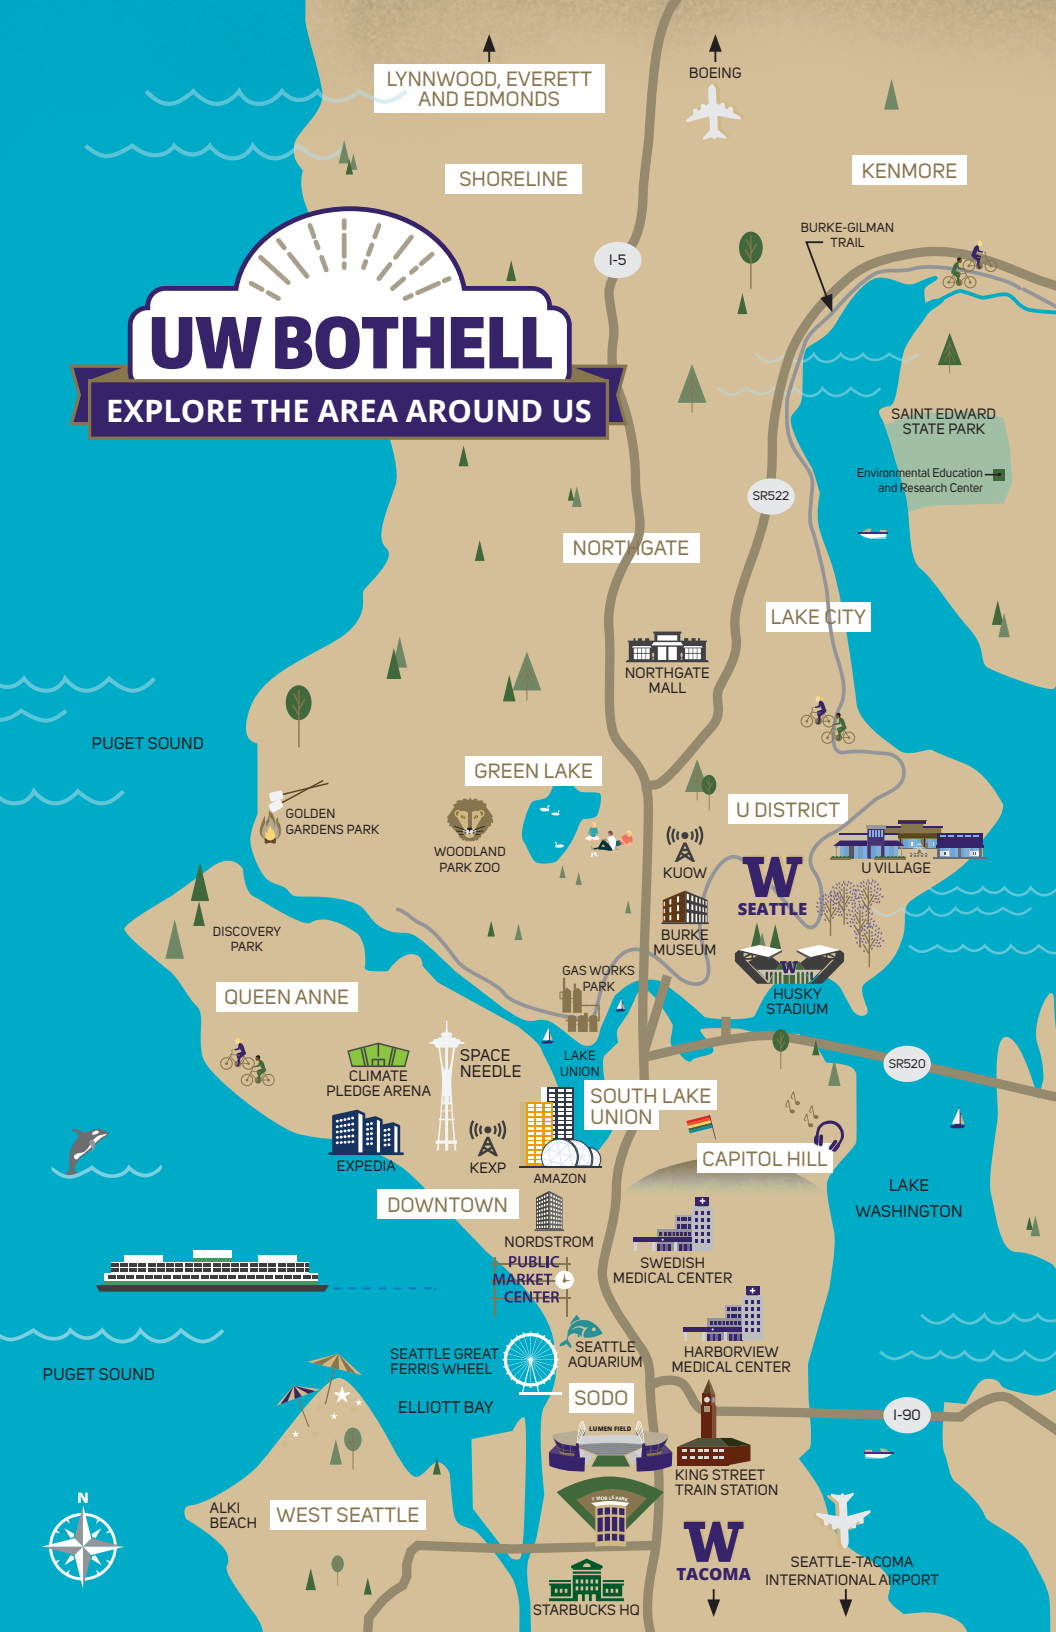 LYNNWOOD, EVERETT
AND EDMONDS
BOEING
SHORELINE
KENMORE
BURKE-GILMAN
TRAIL
I-5
UW BOTHELL
EXPLORE THE AREA AROUND US
SAINT EDWARD
STATE PARK
Environmental Education
and Research Center
SR522
NORTHGATE
LAKE CITY
NORTHGATE
MALL
PUGET SOUND
GREEN LAKE
U DISTRICT
GOLDEN
GARDENS PARK
WOODLAND
PARK ZOO
KUOW
U VILLAGE
W
SEATTLE
BURKE
MUSEUM
DISCOVERY
PARK
W
GAS WORKS
PARK
HUSKY
STADIUM
QUEEN ANNE
LAKE
UNION
SPACE
NEEDLE
SR520
CLIMATE
PLEDGE ARENA
SOUTH LAKE
UNION
EXPEDIA
KEXP
AMAZON
CAPITOL HILL
LAKE
WASHINGTON
DOWNTOWN
NORDSTROM
PUBLIC
MARKET
CENTER
SWEDISH
MEDICAL CENTER
SEATTLE GREAT
FERRIS WHEEL
SEATTLE
AQUARIUM
HARBORVIEW
MEDICAL CENTER
PUGET SOUND
ELLIOTT BAY
SODO
I-90
LUMEN FIELD
KING STREET
TRAIN STATION
T MOBILE PARK
N
ALKI
BEACH
WEST SEATTLE
W
TACOMA
SEATTLE-TACOMA
INTERNATIONAL AIRPORT
STARBUCKS HQ